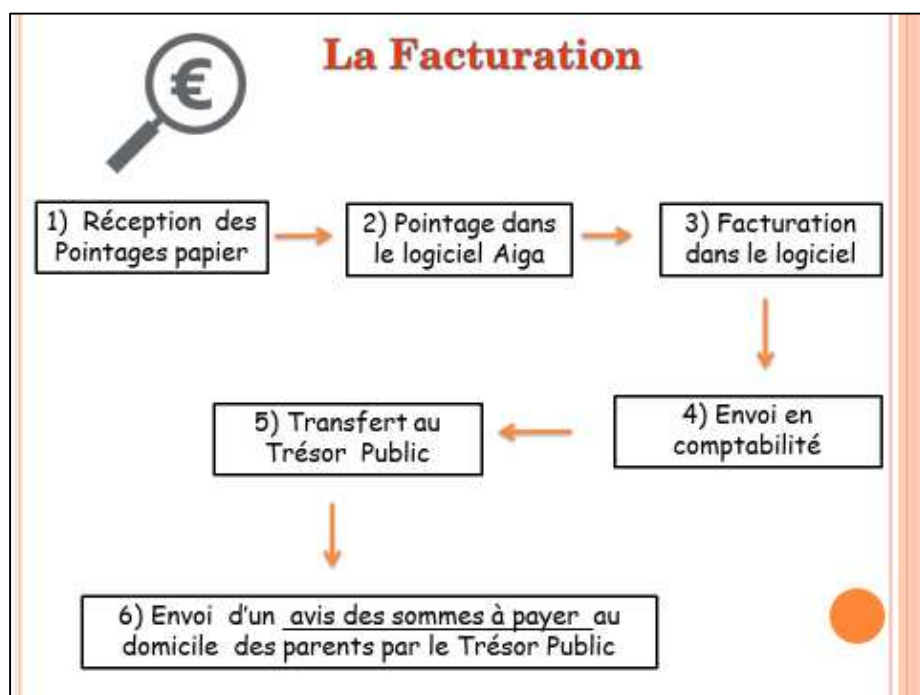 La Facturation
€
1) Réception des
Pointages papier
2) Pointage dans
le logiciel Aiga
3) Facturation
dans le logiciel
4) Envoi en
comptabilité
5) Transfert au
Trésor Public
6) Envoi d'un avis des sommes à payer au
domicile des parents par le Trésor Public